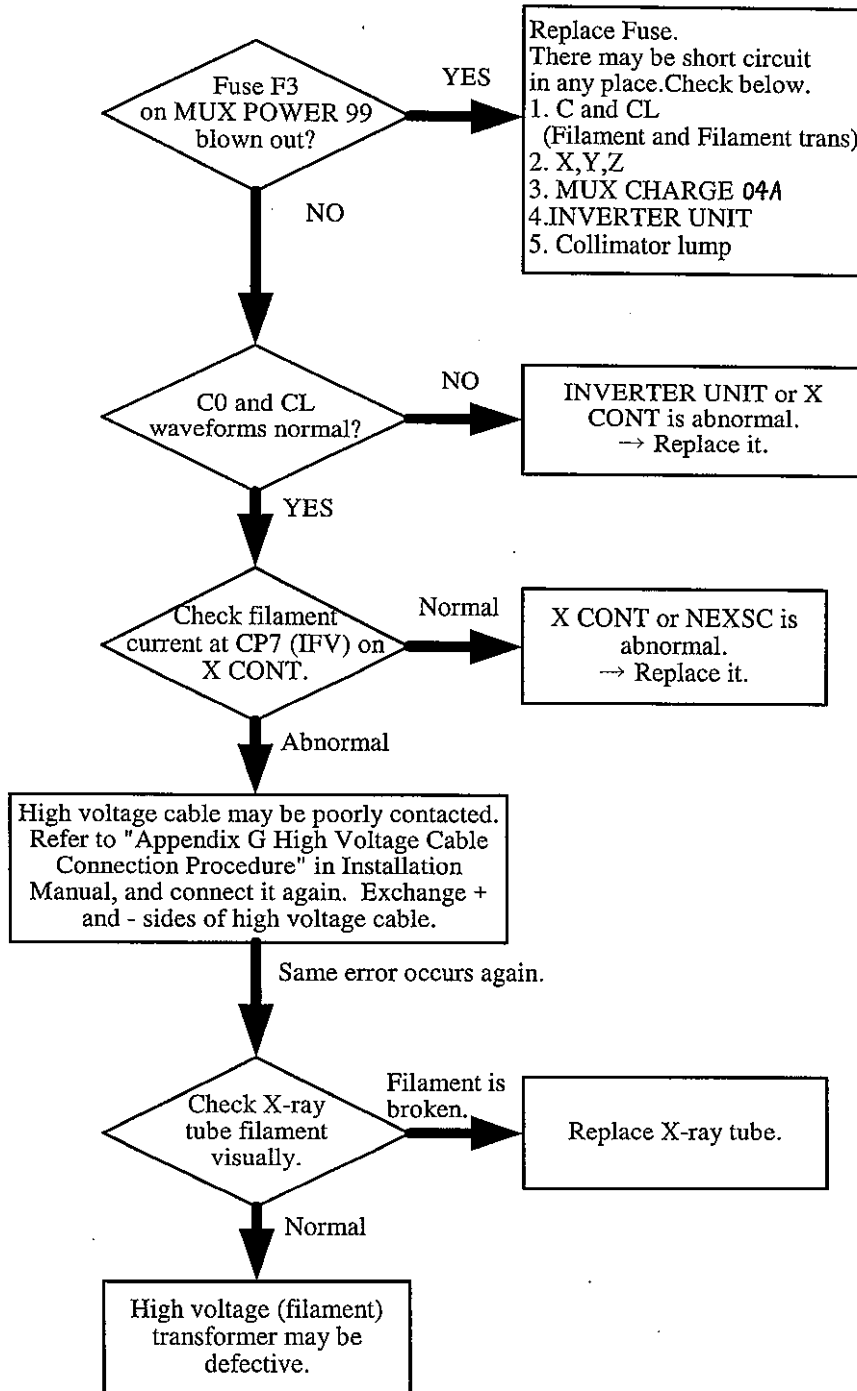 Fuse F3
on MUX POWER 99
blown out?
YES
Replace Fuse.
There may be short circuit
in any place.Check below.
1. C and CL
(Filament and Filament trans)
2. X,Y,Z
3. MUX CHARGE 04A
4.INVERTER UNIT
5. Collimator lump
NO
C0 and CL
waveforms normal?
NO
INVERTER UNIT or X
CONT is abnormal.
→ Replace it.
YES
Check filament
current at CP7 (IFV) on
X CONT.
Normal
X CONT or NEXSC is
abnormal.
→ Replace it.
Abnormal
High voltage cable may be poorly contacted.
Refer to "Appendix G High Voltage Cable
Connection Procedure" in Installation
Manual, and connect it again.  Exchange +
and - sides of high voltage cable.
Same error occurs again.
Check X-ray
tube filament
visually.
Filament is
broken.
Replace X-ray tube.
Normal
High voltage (filament)
transformer may be
defective.